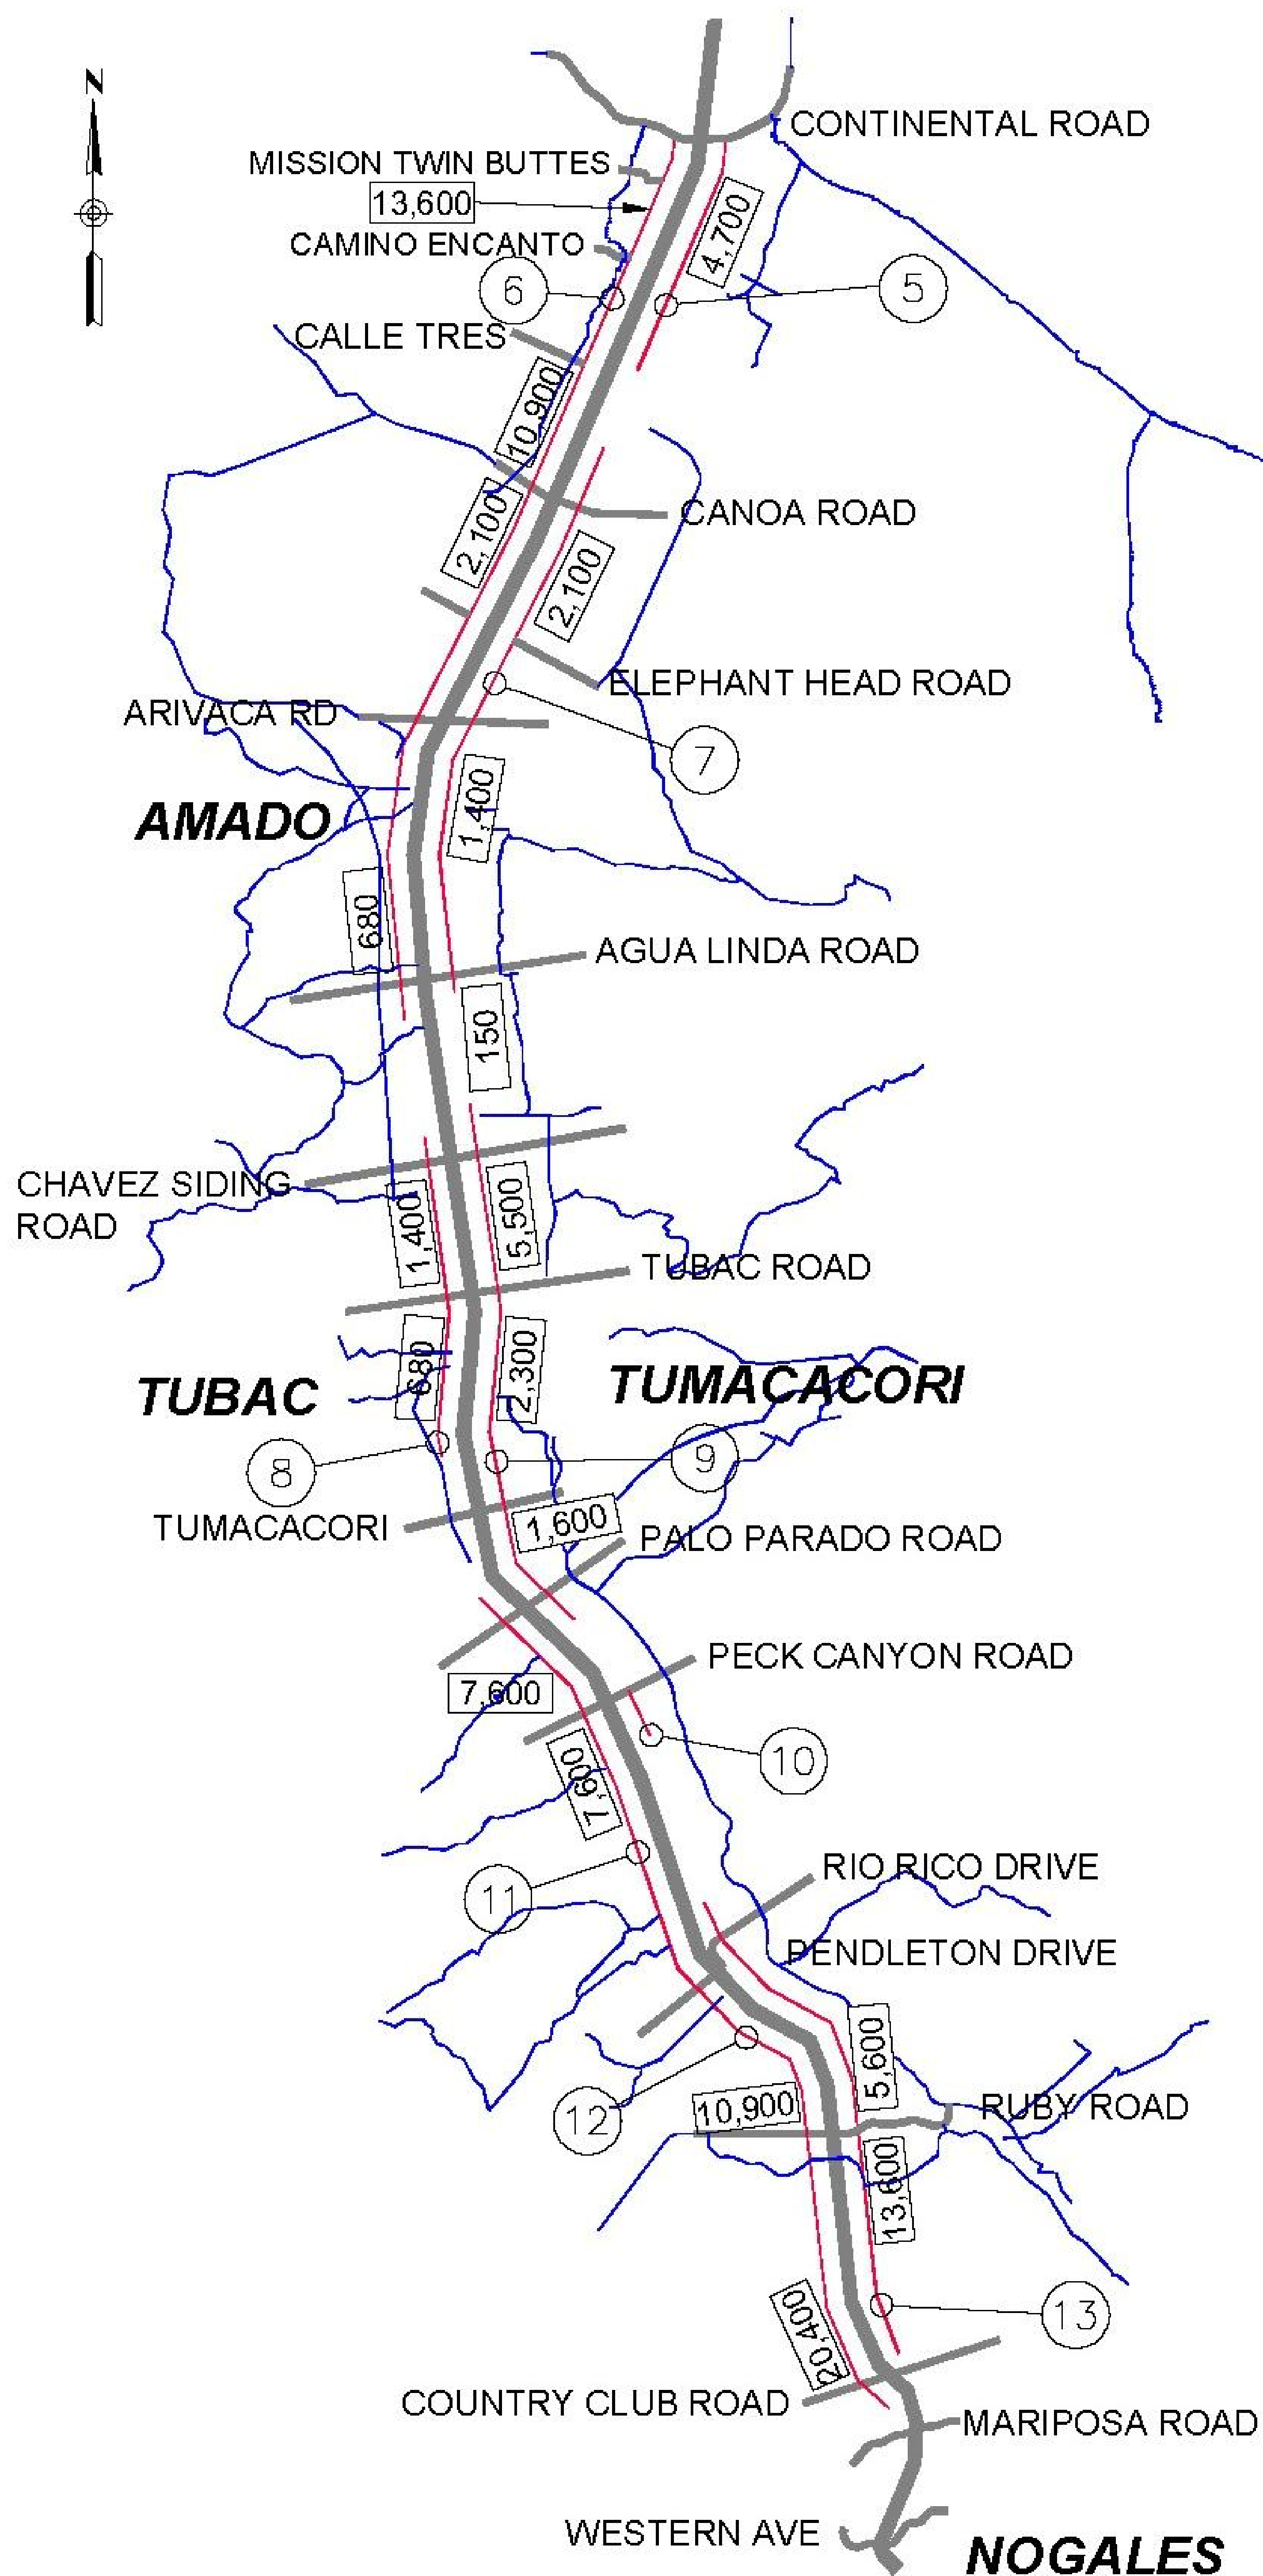 N
CONTINENTAL ROAD
MISSION TWIN BUTTES
13,600
4,700
CAMINO ENCANTO
6
5
CALLE TRES
10,900
2,100
CANOA ROAD
2,100
ELEPHANT HEAD ROAD
ARIVACA RD
7
1,400
AMADO
680
AGUA LINDA ROAD
150
CHAVEZ SIDING
ROAD
1,400
5,500
TUBAC ROAD
680
2,300
TUBAC
TUMACACORI
8
9
TUMACACORI
1,600
PALO PARADO ROAD
PECK CANYON ROAD
7,600
7,600
10
11
RIO RICO DRIVE
PENDLETON DRIVE
5,600
12
10,900
RUBY ROAD
13,600
20,400
13
COUNTRY CLUB ROAD
MARIPOSA ROAD
WESTERN AVE
NOGALES